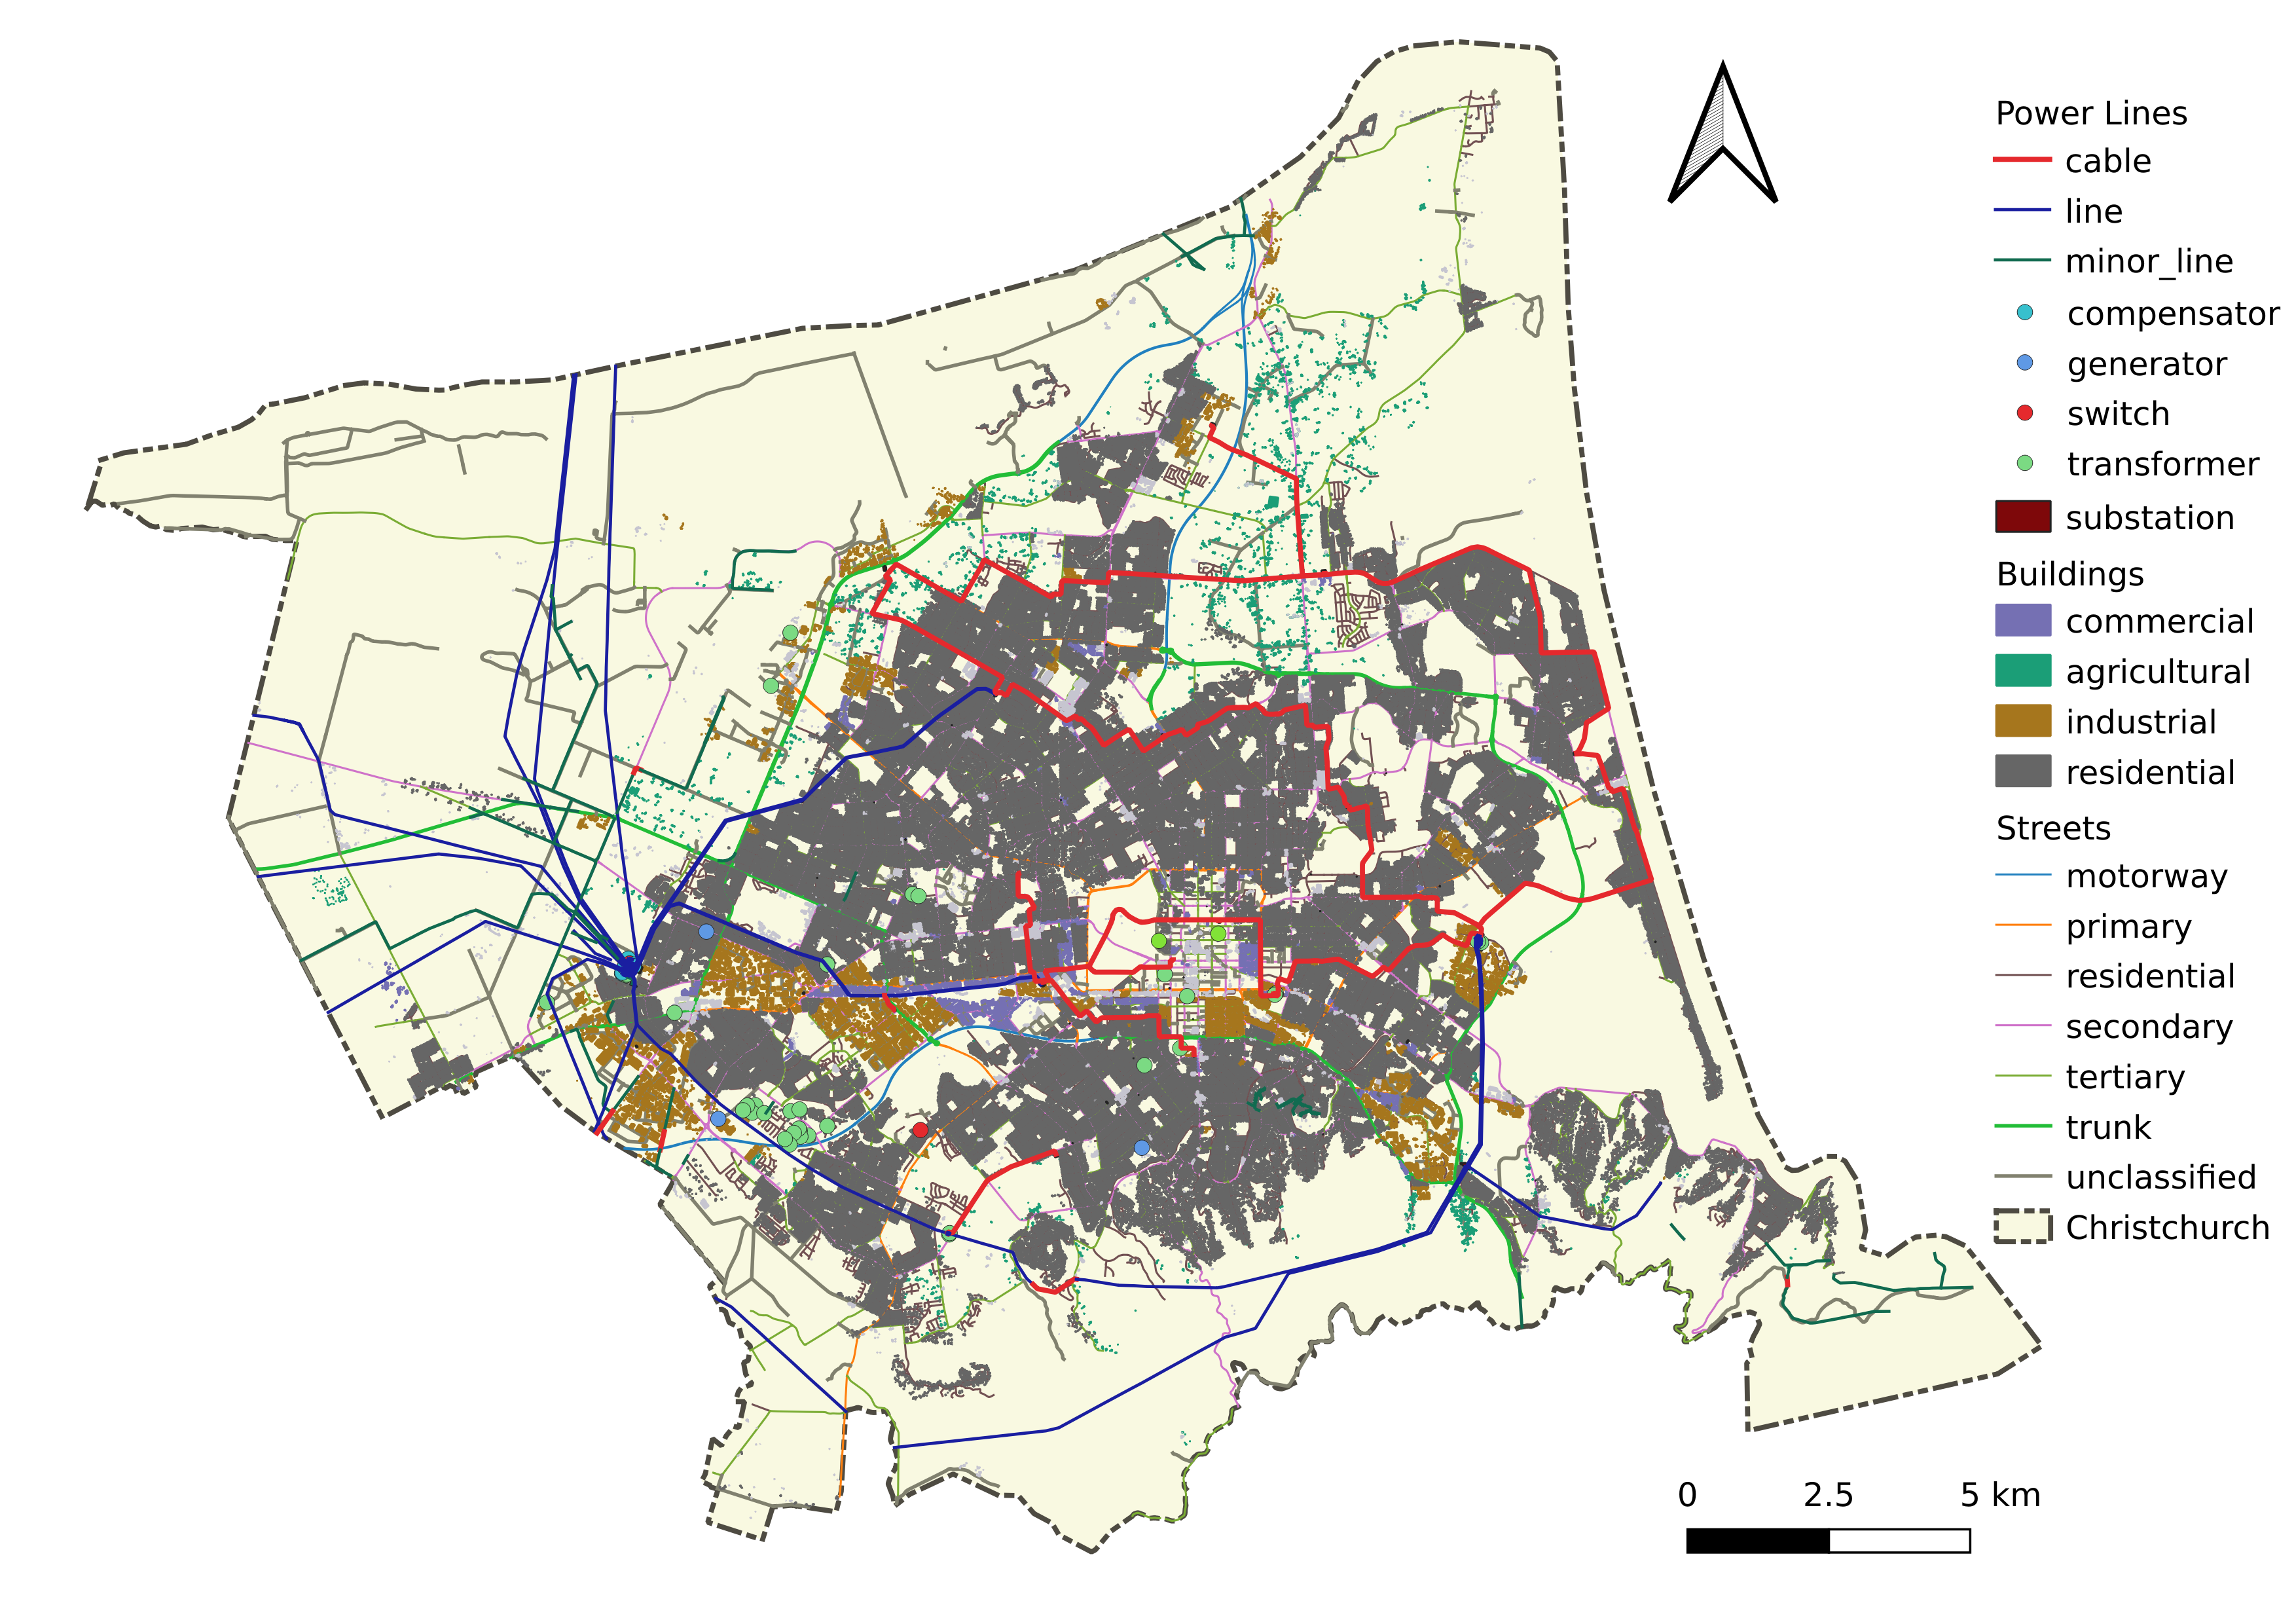 Power Lines
cable
line
minor_line
compensator
generator
switch
transformer
substation
Buildings
commercial
agricultural
industrial
residential
Streets
motorway
primary
residential
secondary
tertiary
trunk
unclassified
Christchurch
0 2.5 5 km